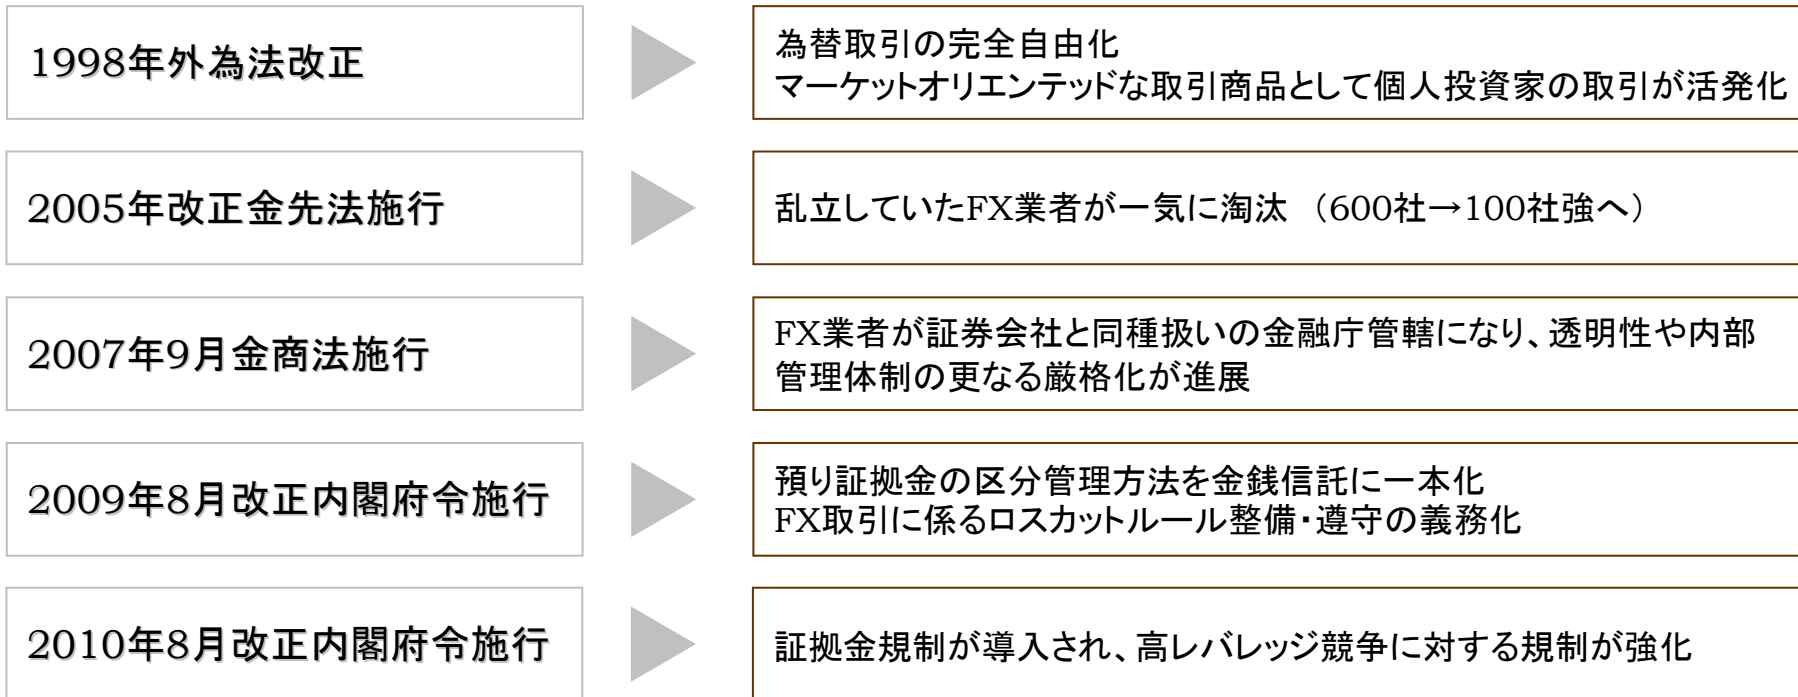 1998年外為法改正
為替取引の完全自由化
マーケットオリエンテッドな取引商品として個人投資家の取引が活発化
2005年改正金先法施行
乱立していたFX業者が一気に淘汰 （600社→100社強へ）
2007年9月金商法施行
FX業者が証券会社と同種扱いの金融庁管轄になり、透明性や内部
管理体制の更なる厳格化が進展
2009年8月改正内閣府令施行
預り証拠金の区分管理方法を金銭信託に一本化
FX取引に係るロスカットルール整備・遵守の義務化
2010年8月改正内閣府令施行
証拠金規制が導入され、高レバレッジ競争に対する規制が強化